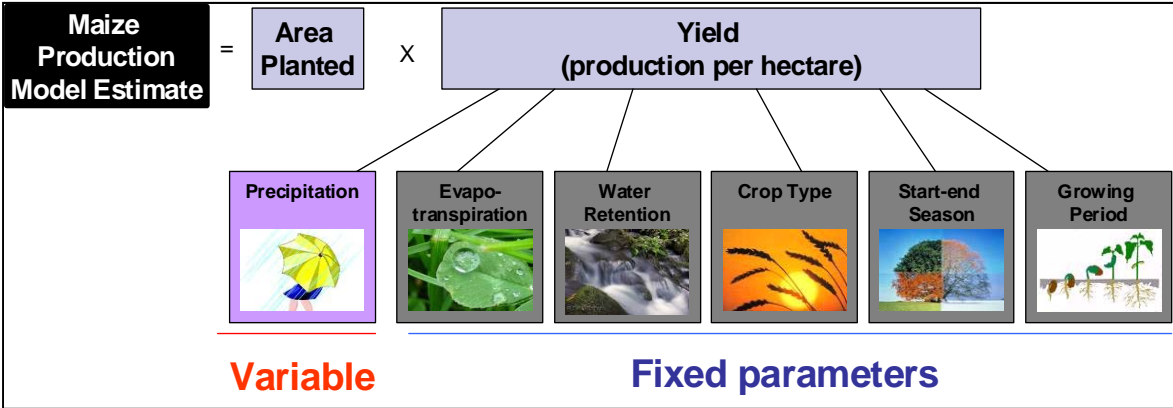 Maize
Production
Model Estimate
=
Area
Planted
X
Yield
(production per hectare)
Precipitation
Evapo-
transpiration
Water
Retention
Crop Type
Start-end
Season
Growing
Period
Variable
Fixed parameters